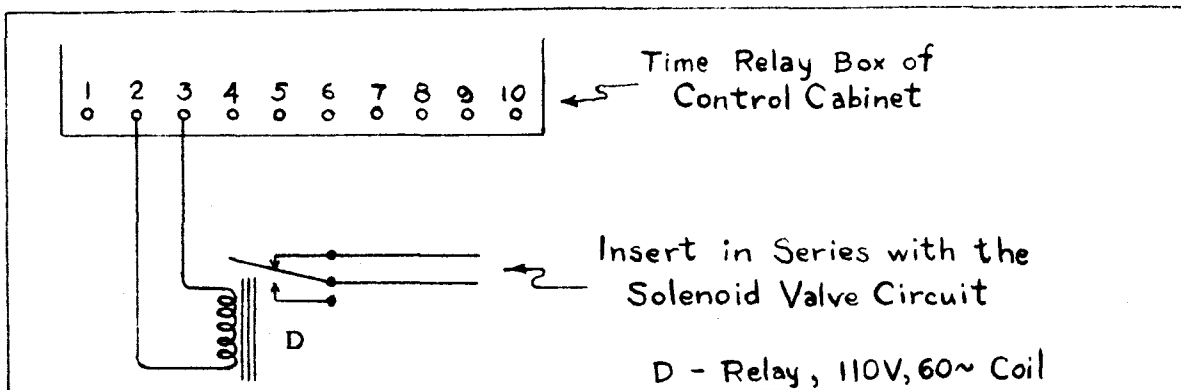 Time Relay Box of
Control Cabinet
1 2 3 4 5 6 7 8 9 10
Insert in Series with the
Solenoid Valve Circuit
D
D - Relay, 110V, 60~ Coil